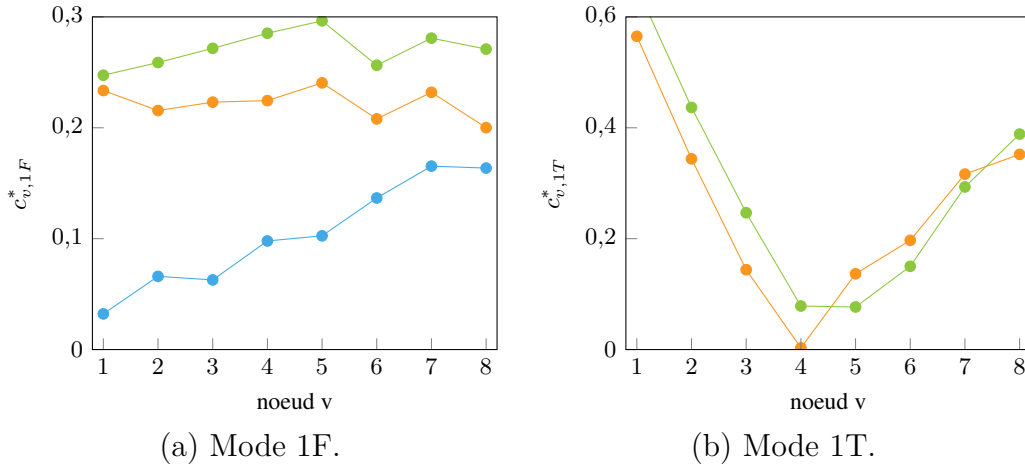 0,3
0,2
0,1
0
c*v,1F
1 2 3 4 5 6 7 8
noeud v
(a) Mode 1F.
0,6
0,4
0,2
0
c*v,1T
1 2 3 4 5 6 7 8
noeud v
(b) Mode 1T.